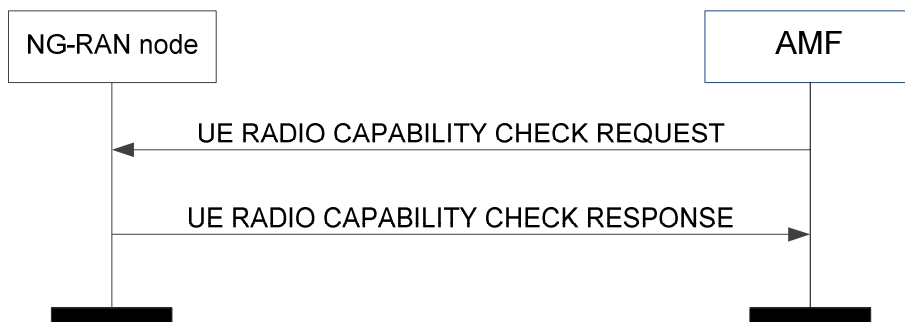 NG-RAN node
AMF
UE RADIO CAPABILITY CHECK REQUEST
UE RADIO CAPABILITY CHECK RESPONSE